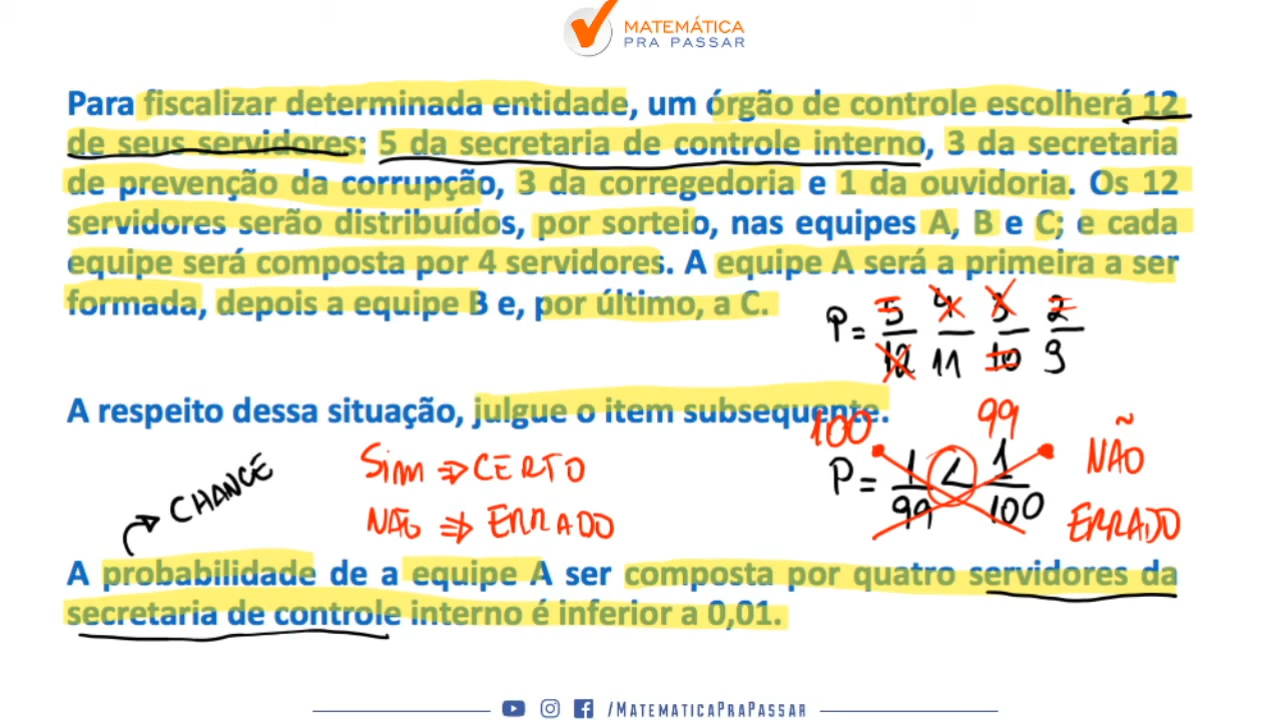 MATEMÁTICA
PRA PASSAR
Para fiscalizar determinada entidade, um órgão de controle escolherá 12
de seus servidores: 5 da secretaria de controle interno, 3 da secretaria
de prevenção da corrupção, 3 da corregedoria e 1 da ouvidoria. Os 12
servidores serão distribuídos, por sorteio, nas equipes A, B e C; e cada
equipe será composta por 4 servidores. A equipe A será a primeira a ser
formada, depois a equipe B e, por último, a C.
P = 5/12 4/11 3/10 2/9
A respeito dessa situação, julgue o item subsequente.
100 99
P = 1/99 < 1/100 NÃO
ERRADO
CHANCE
SIM ⇒ CERTO
NÃO ⇒ ERRADO
A probabilidade de a equipe A ser composta por quatro servidores da
secretaria de controle interno é inferior a 0,01.
/MATEMATICAPRAPASSAR